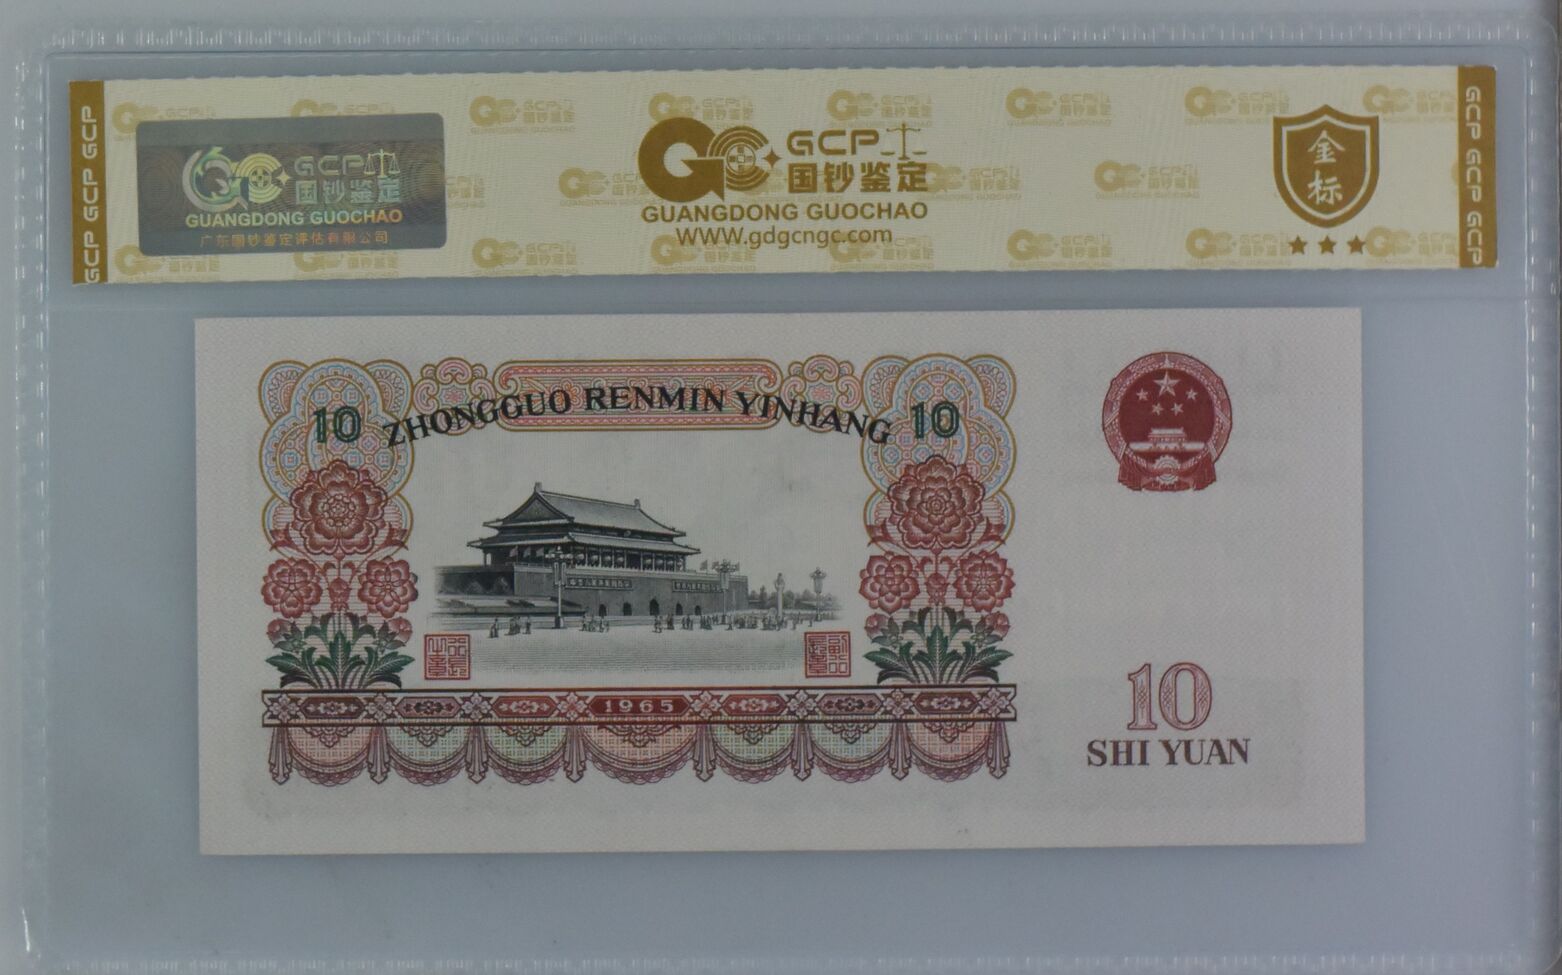 GCP GCP GCP
GCP 国钞鉴定
GUANGDONG GUOCHAO
广东国钞鉴定评估有限公司
GCP
国钞鉴定
GUANGDONG GUOCHAO
WWW.gdgcngc.com
金标
GCP GCP GCP
10 ZHONGGUO RENMIN YINHANG 10
1965
10
SHI YUAN